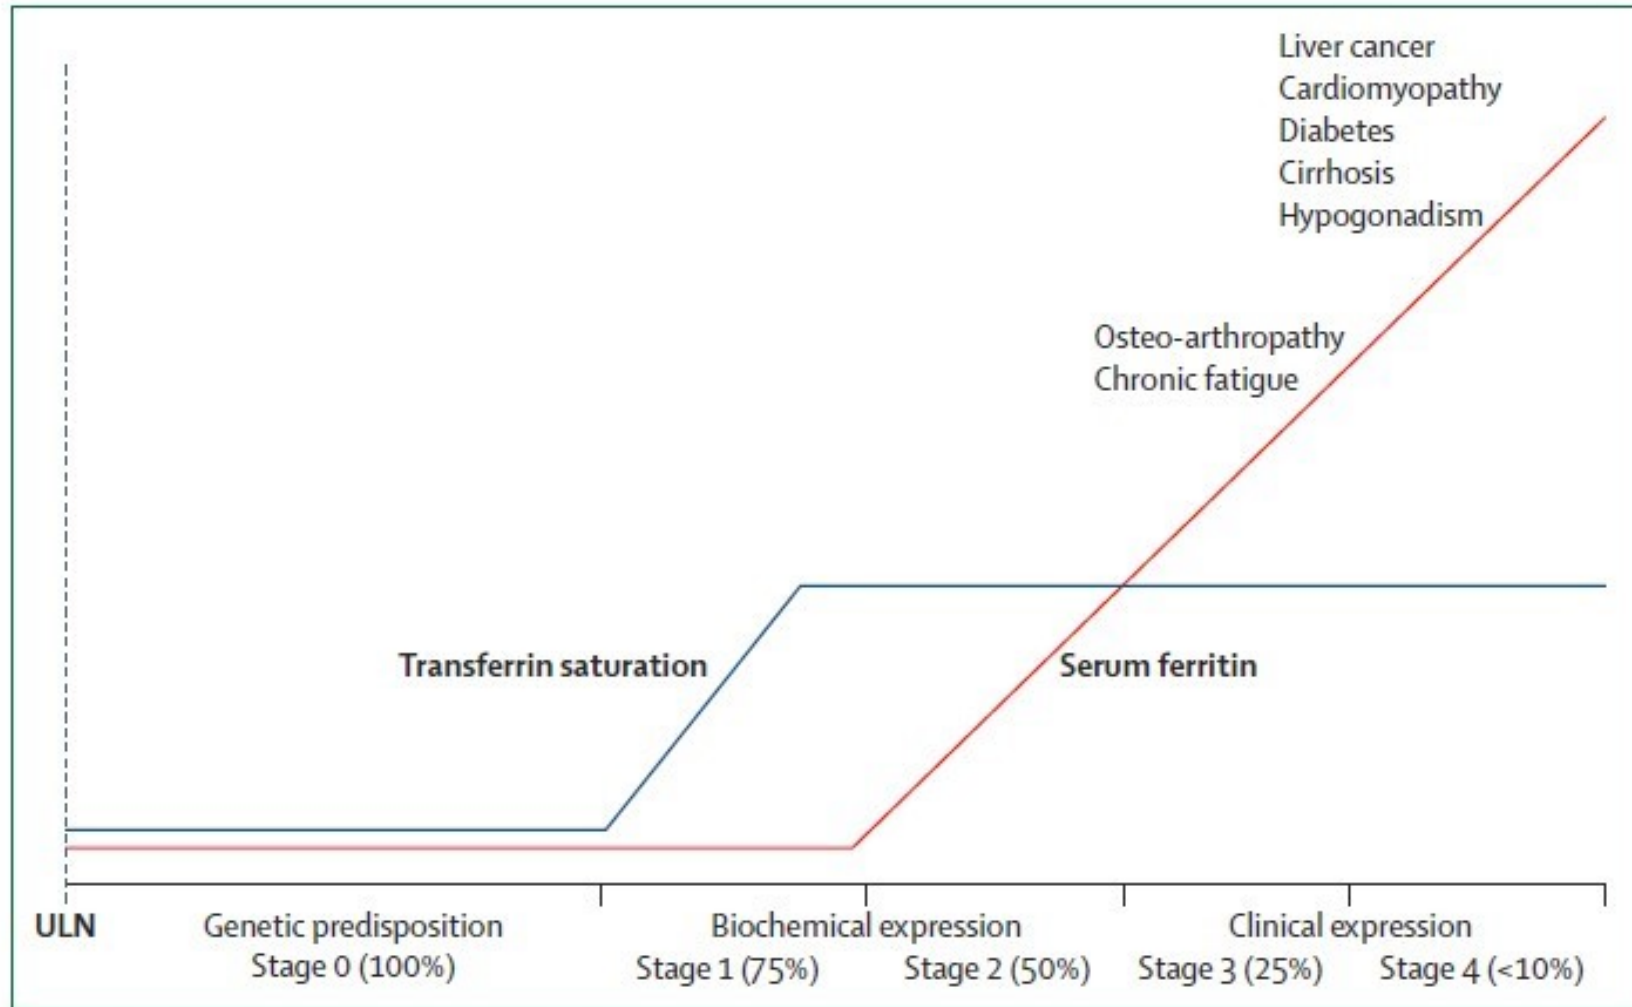 Liver cancer
Cardiomyopathy
Diabetes
Cirrhosis
Hypogonadism
Osteo-arthropathy
Chronic fatigue
Transferrin saturation
Serum ferritin
ULN
Genetic predisposition
Stage 0 (100%)
Biochemical expression
Stage 1 (75%)
Stage 2 (50%)
Clinical expression
Stage 3 (25%)
Stage 4 (<10%)